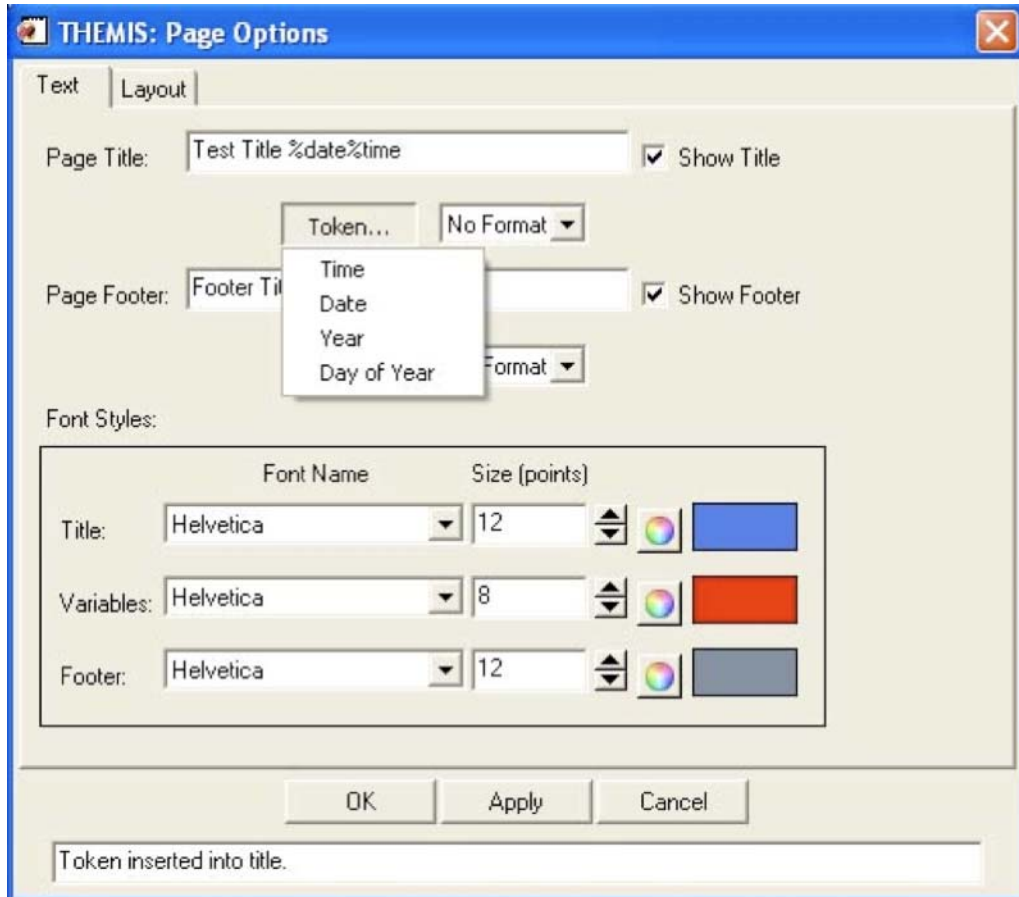 THEMIS: Page Options
Text Layout
Page Title: Test Title %date%time Show Title
Token... No Format
Time
Page Footer: Footer Show Footer
Date
Year
Format
Day of Year
Font Styles:
Font Name Size (points)
Title: Helvetica 12
Variables: Helvetica 8
Footer: Helvetica 12
OK Apply Cancel
Token inserted into title.